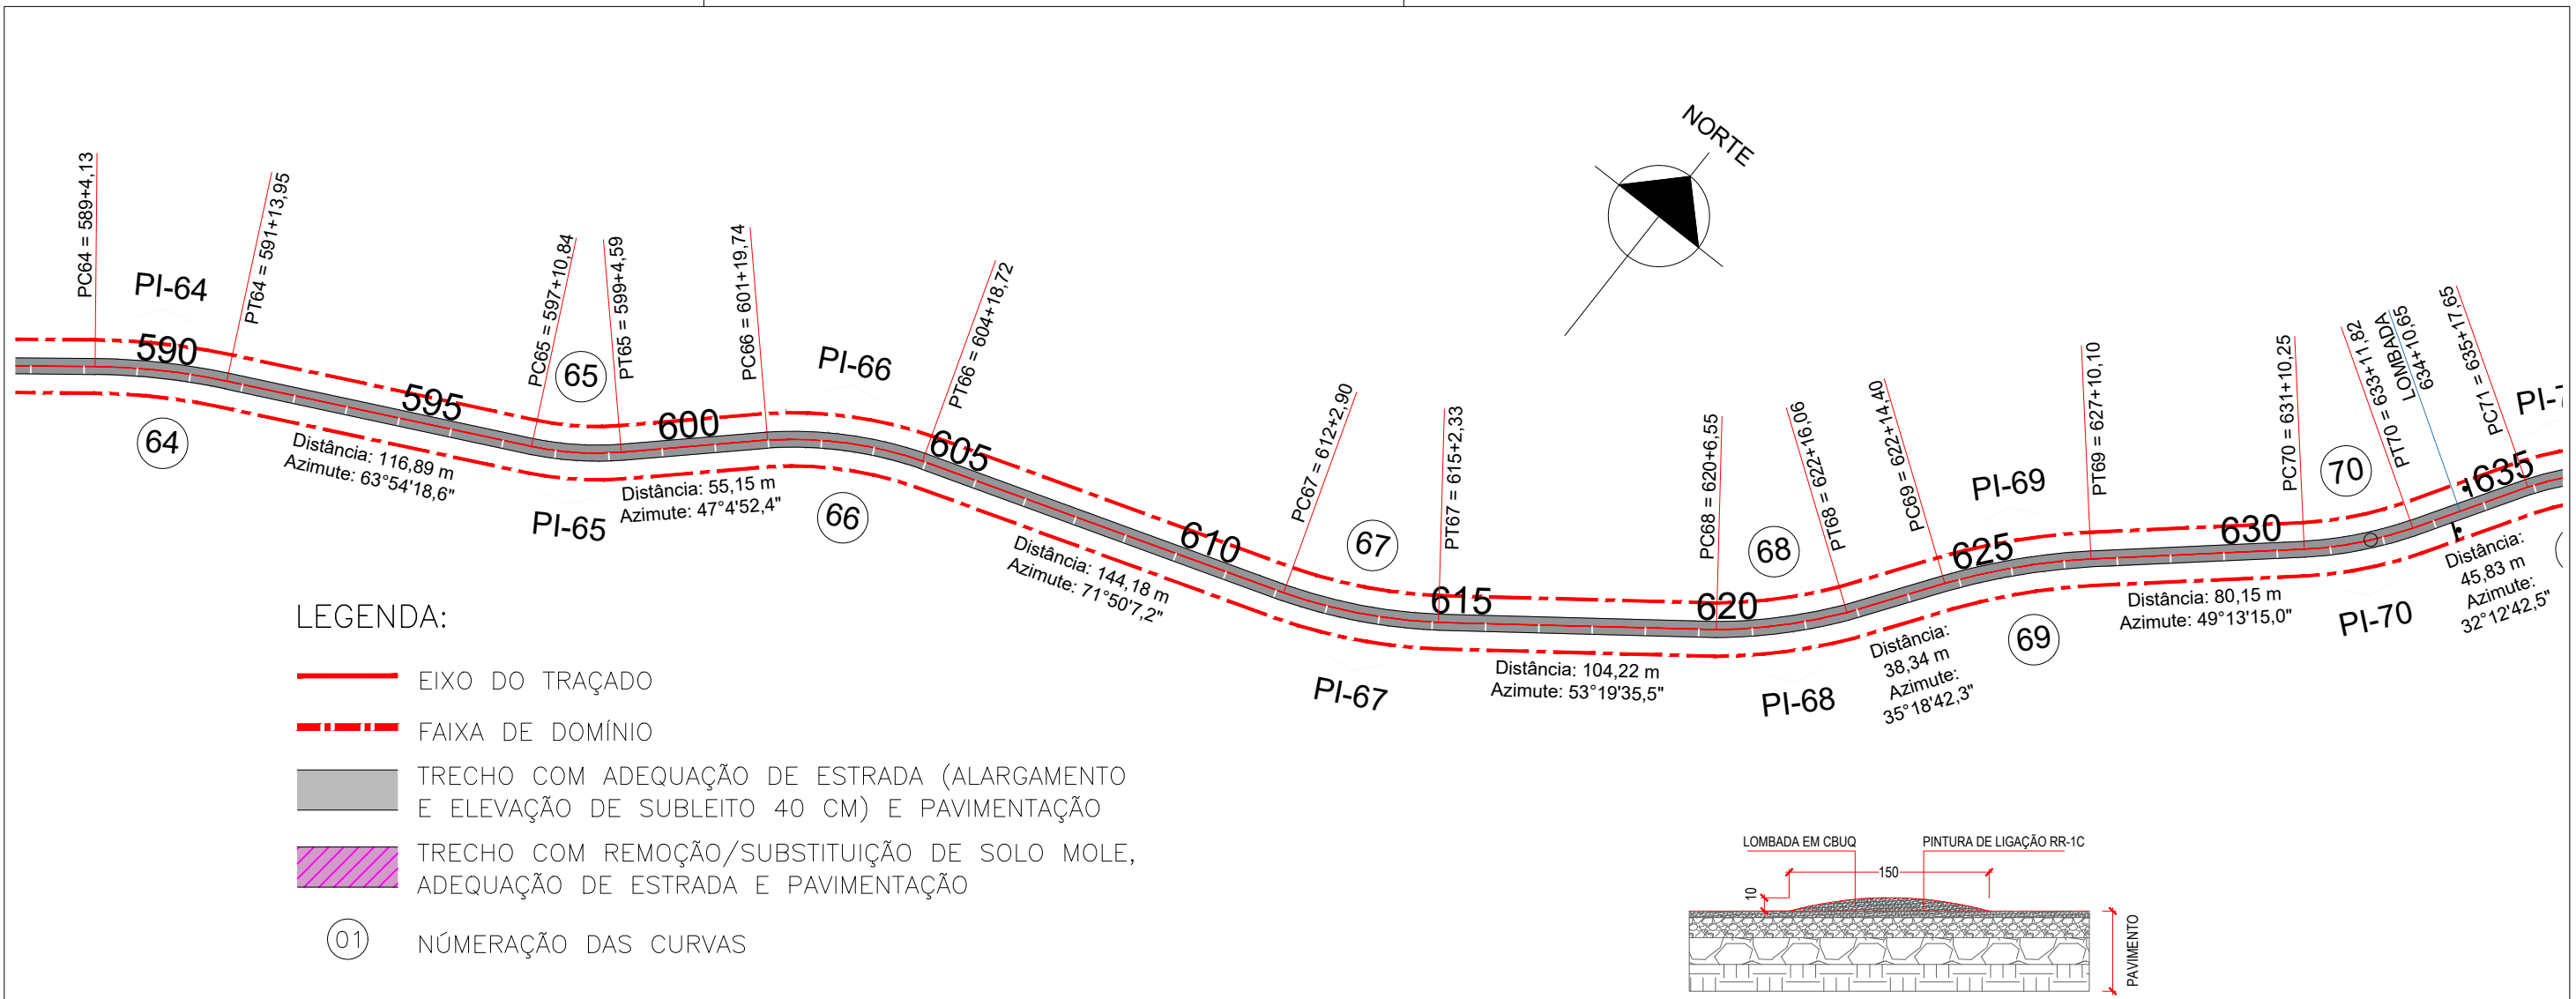 NORTE
PC64 = 589+4,13
PI-64
PT64 = 591+13,95
590
64
595
Distância: 116,89 m
Azimute: 63°54'18,6"
PC65 = 597+10,84
65
PT65 = 599+4,59
PI-65
600
Distância: 55,15 m
Azimute: 47°4'52,4"
PC66 = 601+19,74
PI-66
66
PT66 = 604+18,72
605
610
Distância: 144,18 m
Azimute: 71°50'7,2"
PC67 = 612+2,90
67
PI-67
PT67 = 615+2,33
615
Distância: 104,22 m
Azimute: 53°19'35,5"
PC68 = 620+6,55
620
68
PI-68
PT68 = 622+16,06
Distância:
38,34 m
Azimute:
35°18'42,3"
PC69 = 622+14,40
625
PI-69
69
PT69 = 627+10,10
630
Distância: 80,15 m
Azimute: 49°13'15,0"
PC70 = 631+10,25
70
PI-70
PT70 = 633+11,82
LOMBADA
634+10,65
635
Distância:
45,83 m
Azimute:
32°12'42,5"
PC71 = 635+17,65
LEGENDA:
EIXO DO TRAÇADO
FAIXA DE DOMÍNIO
TRECHO COM ADEQUAÇÃO DE ESTRADA (ALARGAMENTO
E ELEVAÇÃO DE SUBLEITO 40 CM) E PAVIMENTAÇÃO
TRECHO COM REMOÇÃO/SUBSTITUIÇÃO DE SOLO MOLE,
ADEQUAÇÃO DE ESTRADA E PAVIMENTAÇÃO
01
NÚMERAÇÃO DAS CURVAS
LOMBADA EM CBUQ
PINTURA DE LIGAÇÃO RR-1C
150
10
PAVIMENTO